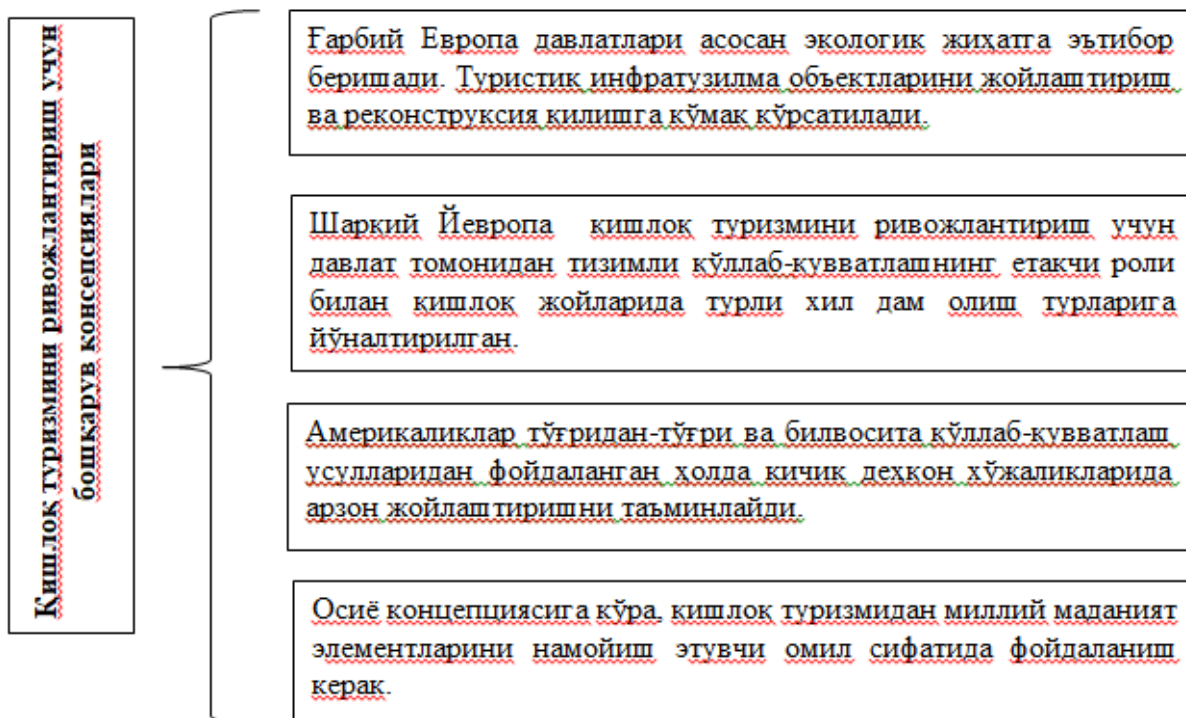 Қишлоқ туризмини ривожлантириш учун
бошқарув консепсиялари
Ғарбий Европа давлатлари асосан экологик жиҳатга эътибор
беришади. Туристик инфратузилма объектларини жойлаштириш
ва реконструксия қилишга кўмак кўрсатилади.
Шарқий Йевропа қишлоқ туризмини ривожлантириш учун
давлат томонидан тизимли қўллаб-қувватлашнинг етакчи роли
билан қишлоқ жойларида турли хил дам олиш турларига
йўналтирилган.
Америкаликлар тўғридан-тўғри ва билвосита қўллаб-қувватлаш
усулларидан фойдаланган ҳолда кичик деҳқон хўжаликларида
арзон жойлаштиришни таъминлайди.
Осиё концепциясига кўра, қишлоқ туризмидан миллий маданият
элементларини намойиш этувчи омил сифатида фойдаланиш
керак.